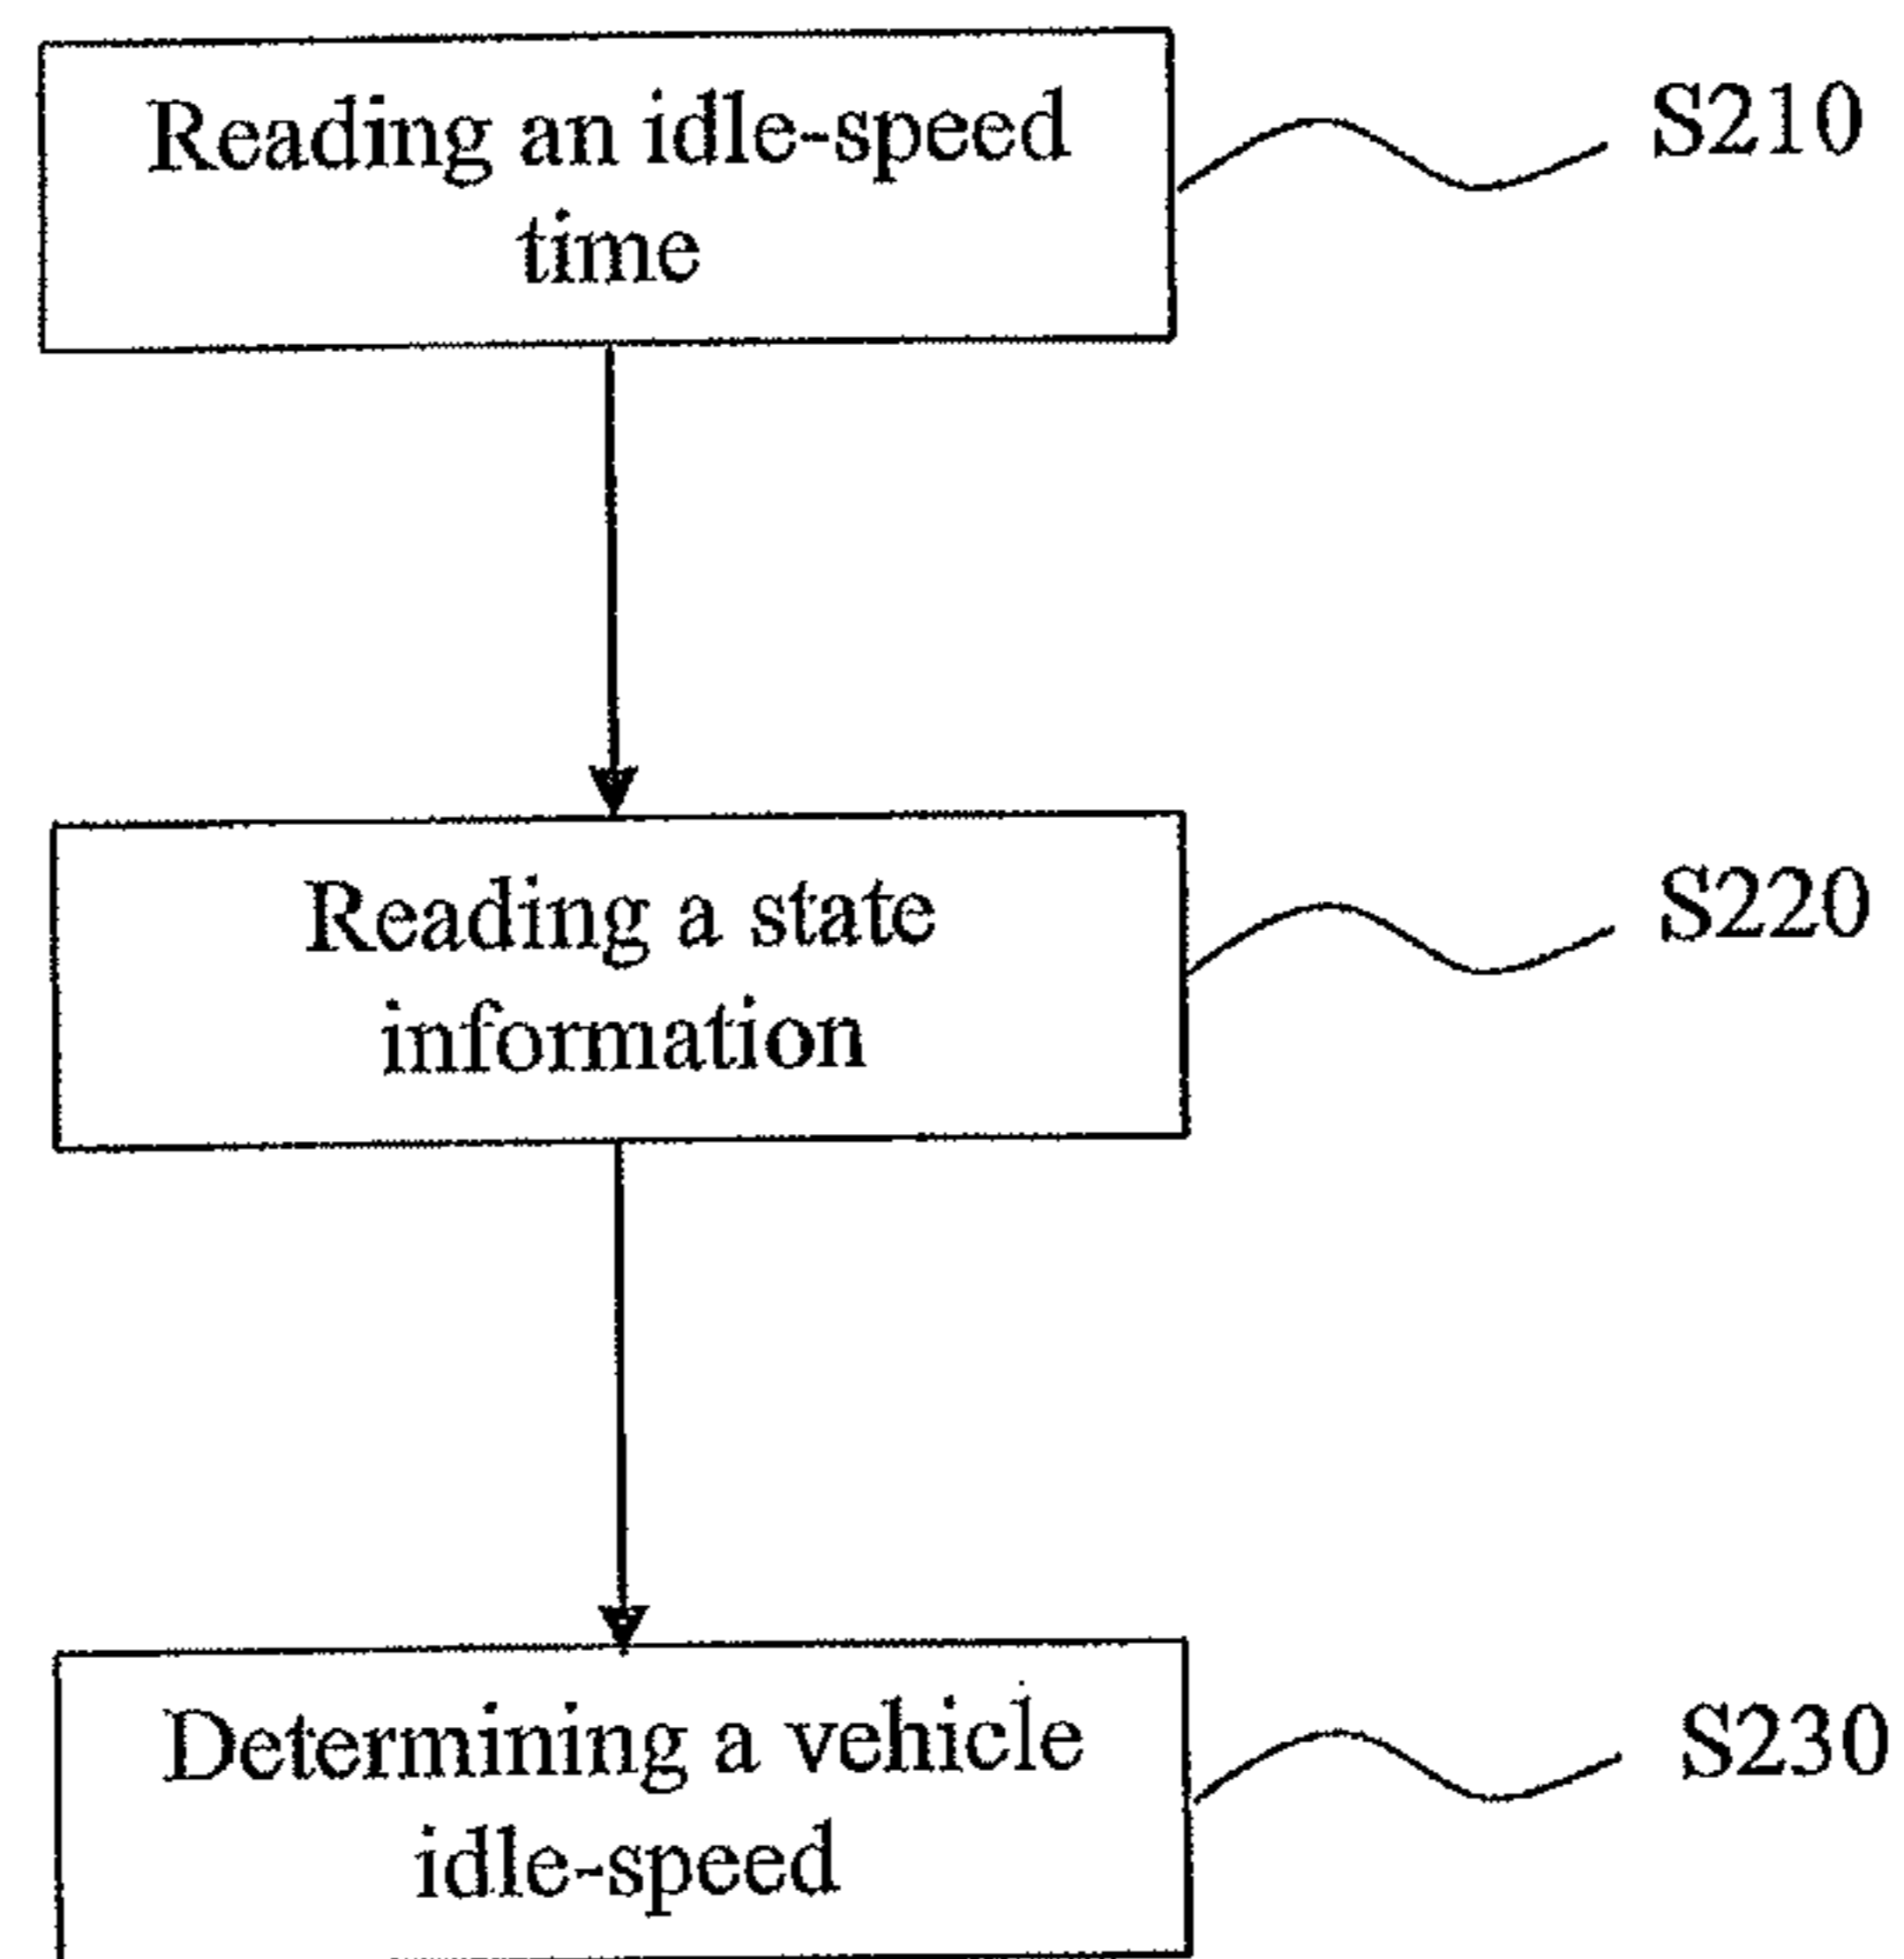 Reading an idle-speed
time
S210
Reading a state
information
S220
Determining a vehicle
idle-speed
S230